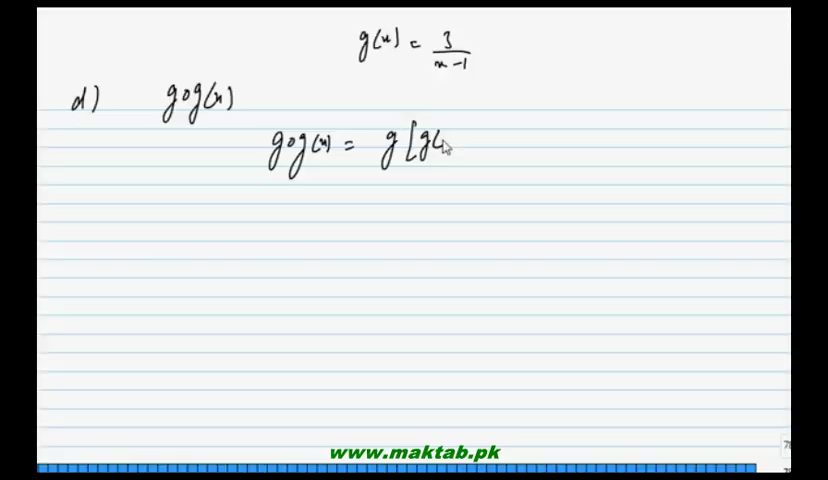 g(x) = 3/(x-1)
d) gog(x)
gog(x) = g[g(
www.maktab.pk